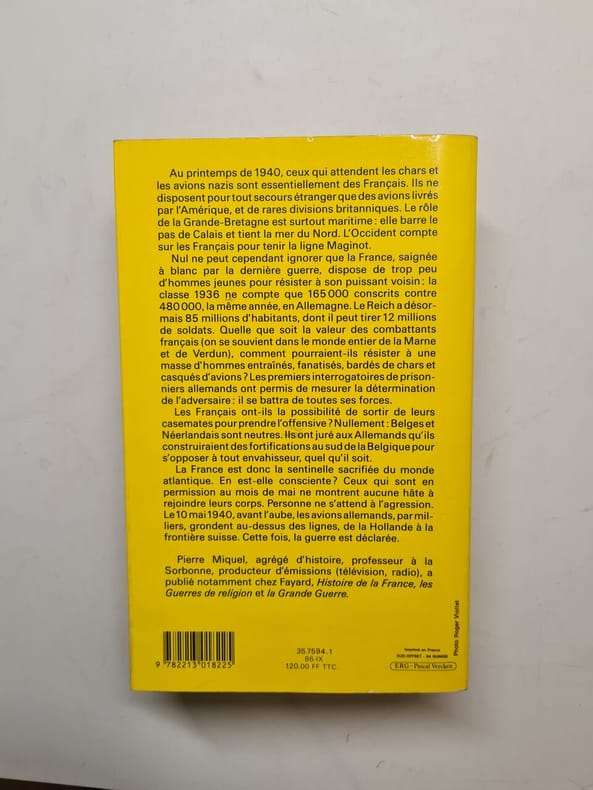 Au printemps de 1940, ceux qui attendent les chars et
les avions nazis sont essentiellement des Français. Ils ne
disposent pour tout secours étranger que des avions livrés
par l'Amérique, et de rares divisions britanniques. Le rôle
de la Grande-Bretagne est surtout maritime : elle barre le
pas de Calais et tient la mer du Nord. L'Occident compte
sur les Français pour tenir la ligne Maginot.
Nul ne peut cependant ignorer que la France, saignée
à blanc par la dernière guerre, dispose de trop peu
d'hommes jeunes pour résister à son puissant voisin : la
classe 1936 ne compte que 165 000 conscrits contre
480 000, la même année, en Allemagne. Le Reich a désor-
mais 85 millions d'habitants, dont il peut tirer 12 millions
de soldats. Quelle que soit la valeur des combattants
français (on se souvient dans le monde entier de la Marne
et de Verdun), comment pourraient-ils résister à une
masse d'hommes entraînés, fanatisés, bardés de chars et
casqués d'avions ? Les premiers interrogatoires de prison-
niers allemands ont permis de mesurer la détermination
de l'adversaire : il se battra de toutes ses forces.
Les Français ont-ils la possibilité de sortir de leurs
casemates pour prendre l'offensive ? Nullement : Belges et
Néerlandais sont neutres. Ils ont juré aux Allemands qu'ils
construiraient des fortifications au sud de la Belgique pour
s'opposer à tout envahisseur, quel qu'il soit.
La France est donc la sentinelle sacrifiée du monde
atlantique. En est-elle consciente ? Ceux qui sont en
permission au mois de mai ne montrent aucune hâte à
rejoindre leurs corps. Personne ne s'attend à l'agression.
Le 10 mai 1940, avant l'aube, les avions allemands, par mil-
liers, grondent au-dessus des lignes, de la Hollande à la
frontière suisse. Cette fois, la guerre est déclarée.
Pierre Miquel, agrégé d'histoire, professeur à la
Sorbonne, producteur d'émissions (télévision, radio), a
publié notamment chez Fayard, Histoire de la France, les
Guerres de religion et la Grande Guerre.
Photo Roger Viollet
9 782213 018225
35.7594.1
86 IX
120,00 FF TTC.
Imprimé en France
ERG - Pascal Vercken